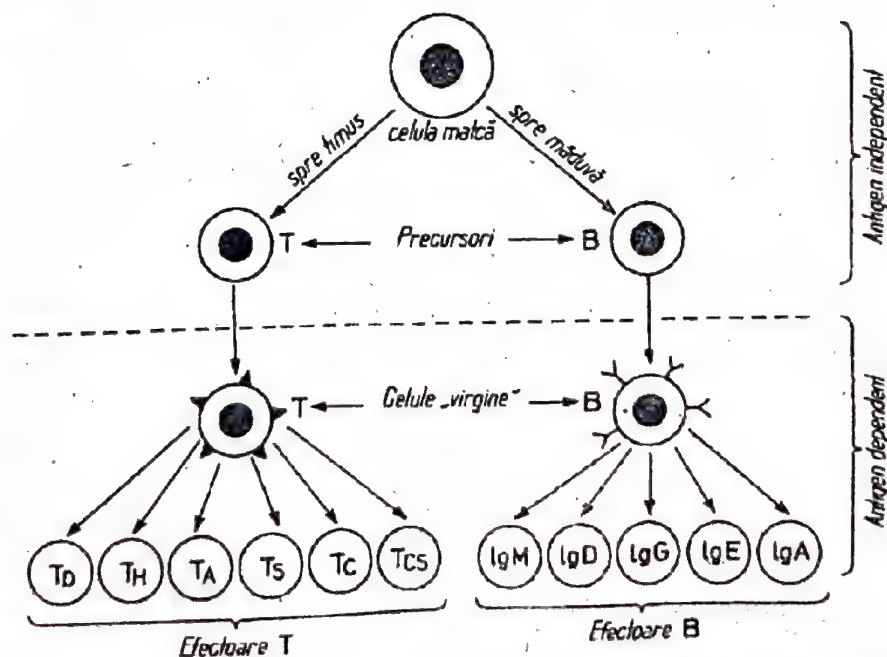 celula matcă
spre timus
spre măduvă
Antigen independent
T
Precursori
B
T
Celule „virgine"
B
Antigen dependent
TD TH TA TS TC TCS
IgM IgD IgG IgE IgA
Efectoare T
Efectoare B